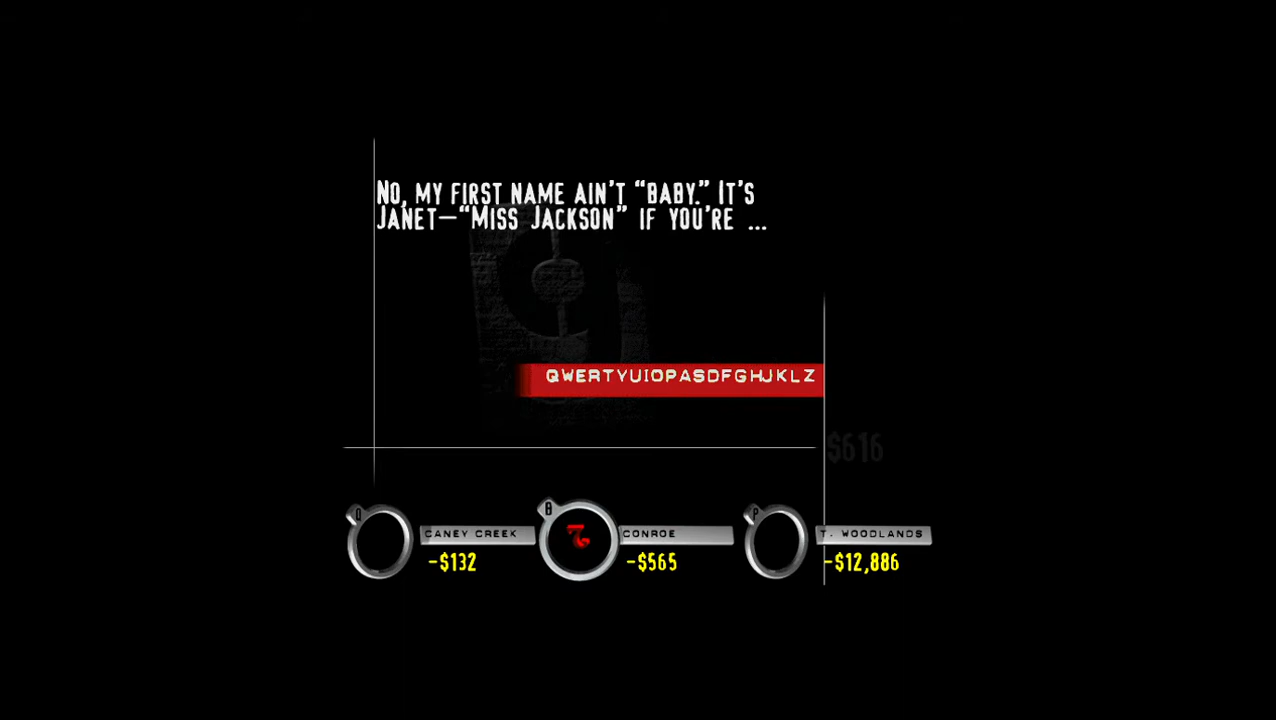 No, my first name ain't “baby.” It's
Janet—“Miss Jackson” if you're ...
QWERTYUIOPASDFGHJKLZ
$616
Q
B
P
CANEY CREEK
CONROE
T. WOODLANDS
-$132
-$565
-$12,886